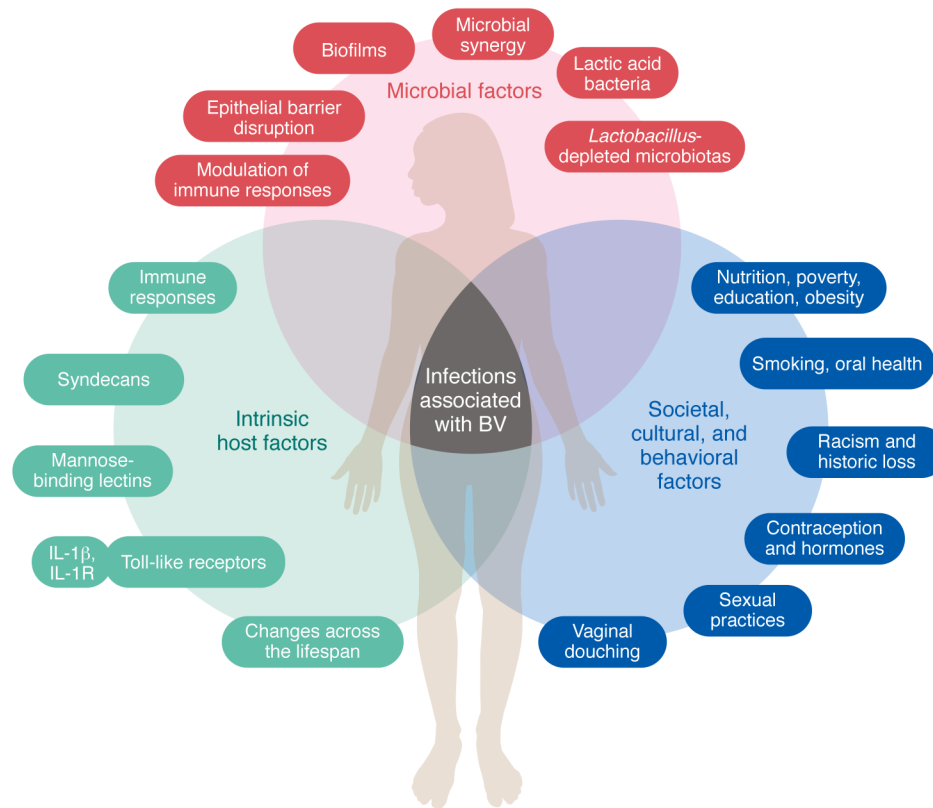 Microbial
synergy
Biofilms
Lactic acid
bacteria
Microbial factors
Epithelial barrier
disruption
Lactobacillus-
depleted microbiotas
Modulation of
immune responses
Immune
responses
Nutrition, poverty,
education, obesity
Syndecans
Smoking, oral health
Infections
associated
with BV
Intrinsic
host factors
Societal,
cultural, and
behavioral
factors
Mannose-
binding lectins
Racism and
historic loss
IL-1β,
IL-1R
Toll-like receptors
Contraception
and hormones
Sexual
practices
Changes across
the lifespan
Vaginal
douching